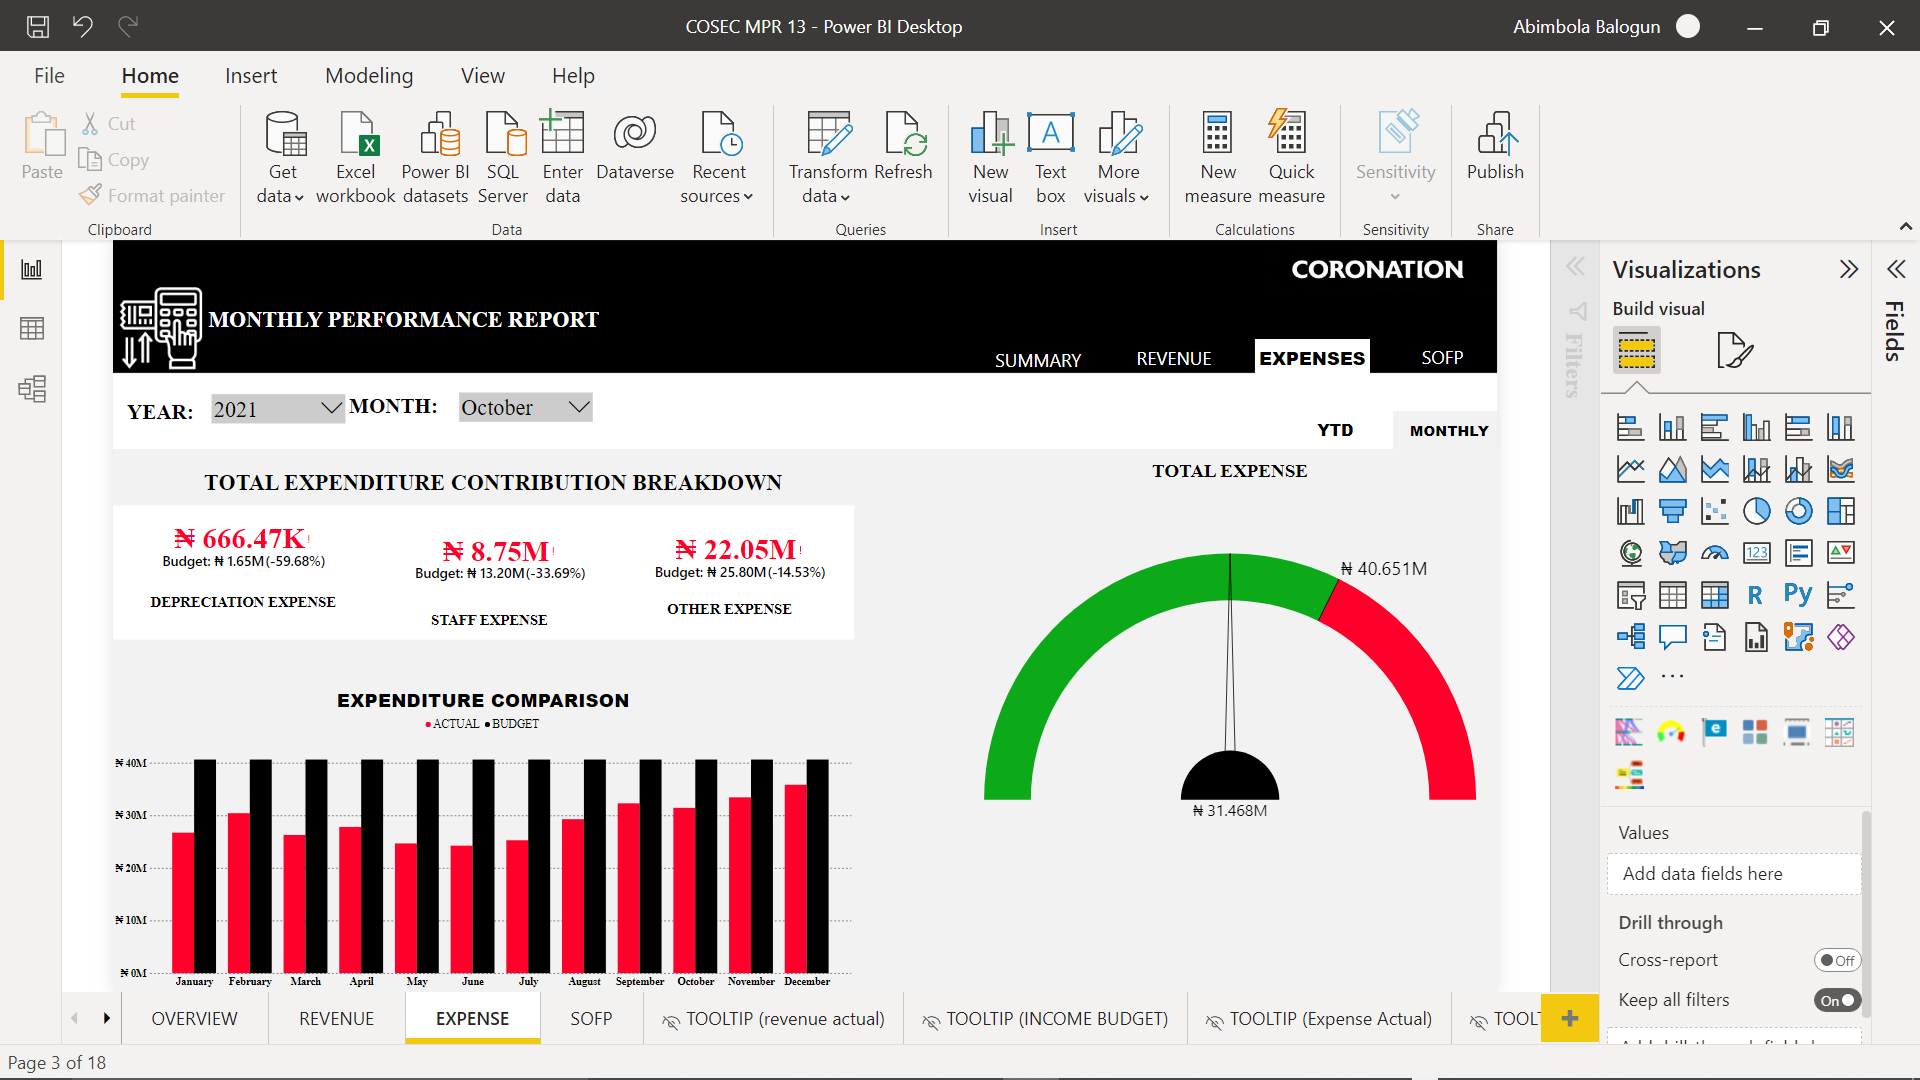 COSEC MPR 13 - Power BI Desktop
Abimbola Balogun
File Home Insert Modeling View Help
Paste
Cut
Copy
Format painter
Clipboard
Get data
Excel workbook
Power BI datasets
SQL Server
Enter data
Dataverse
Recent sources
Data
Transform data
Refresh
Queries
New visual
Text box
More visuals
Insert
New measure
Quick measure
Calculations
Sensitivity
Sensitivity
Publish
Share
CORONATION
MONTHLY PERFORMANCE REPORT
SUMMARY REVENUE EXPENSES SOFP
YEAR: 2021 MONTH: October
YTD MONTHLY
TOTAL EXPENDITURE CONTRIBUTION BREAKDOWN
₦ 666.47K!
Budget: ₦ 1.65M(-59.68%)
DEPRECIATION EXPENSE
₦ 8.75M!
Budget: ₦ 13.20M(-33.69%)
STAFF EXPENSE
₦ 22.05M!
Budget: ₦ 25.80M(-14.53%)
OTHER EXPENSE
TOTAL EXPENSE
₦ 40.651M
₦ 31.468M
EXPENDITURE COMPARISON
ACTUAL BUDGET
₦ 40M
₦ 30M
₦ 20M
₦ 10M
₦ 0M
January February March April May June July August September October November December
Filters
Visualizations
Build visual
123
R
Py
Values
Add data fields here
Drill through
Cross-report Off
Keep all filters On
Fields
OVERVIEW REVENUE EXPENSE SOFP TOOLTIP (revenue actual) TOOLTIP (INCOME BUDGET) TOOLTIP (Expense Actual) TOOLT
Page 3 of 18